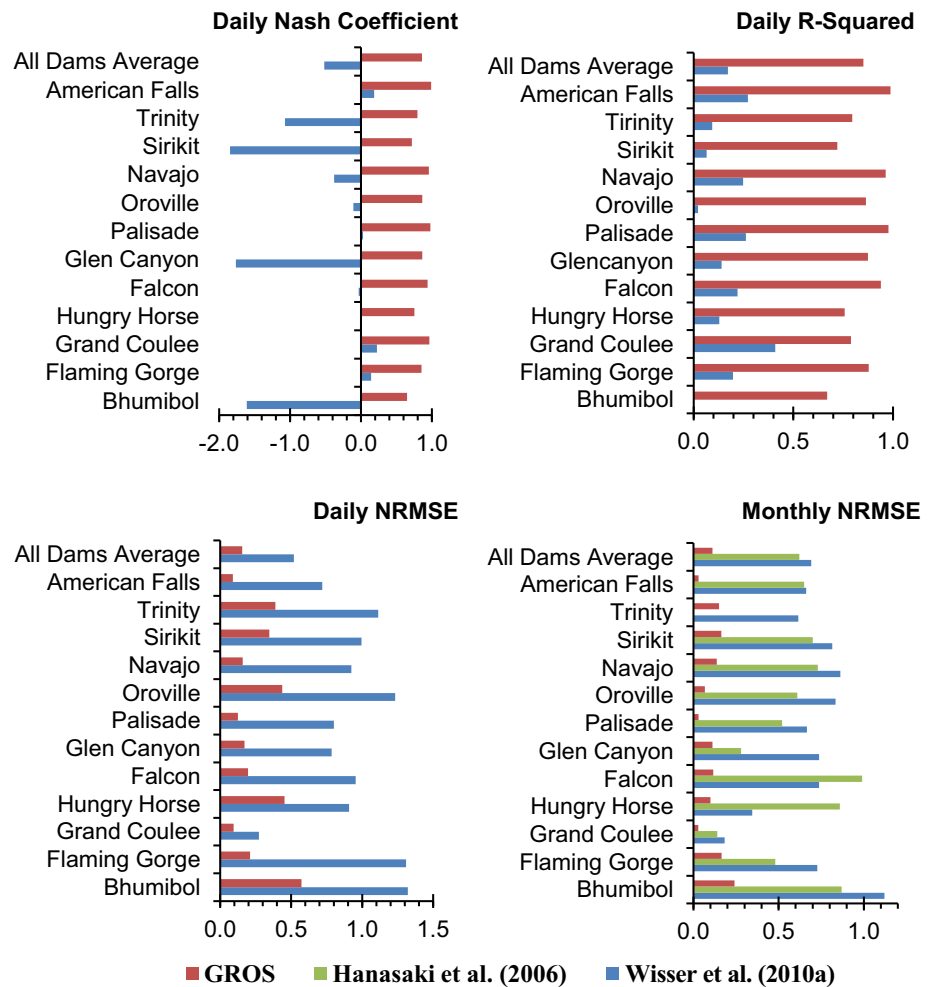 Daily Nash Coefficient
All Dams Average
American Falls
Trinity
Sirikit
Navajo
Oroville
Palisade
Glen Canyon
Falcon
Hungry Horse
Grand Coulee
Flaming Gorge
Bhumibol
-2.0 -1.0 0.0 1.0
Daily R-Squared
All Dams Average
American Falls
Tirinity
Sirikit
Navajo
Oroville
Palisade
Glencanyon
Falcon
Hungry Horse
Grand Coulee
Flaming Gorge
Bhumibol
0.0 0.5 1.0
Daily NRMSE
All Dams Average
American Falls
Trinity
Sirikit
Navajo
Oroville
Palisade
Glen Canyon
Falcon
Hungry Horse
Grand Coulee
Flaming Gorge
Bhumibol
0.0 0.5 1.0 1.5
Monthly NRMSE
All Dams Average
American Falls
Trinity
Sirikit
Navajo
Oroville
Palisade
Glen Canyon
Falcon
Hungry Horse
Grand Coulee
Flaming Gorge
Bhumibol
0.0 0.5 1.0
GROS Hanasaki et al. (2006) Wisser et al. (2010a)